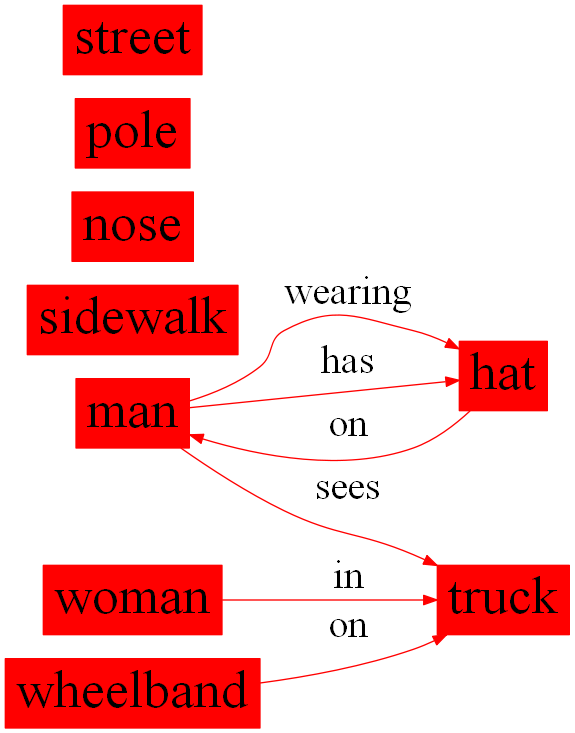 street
pole
nose
sidewalk
wearing
has
hat
man
on
sees
in
woman
truck
on
wheelband